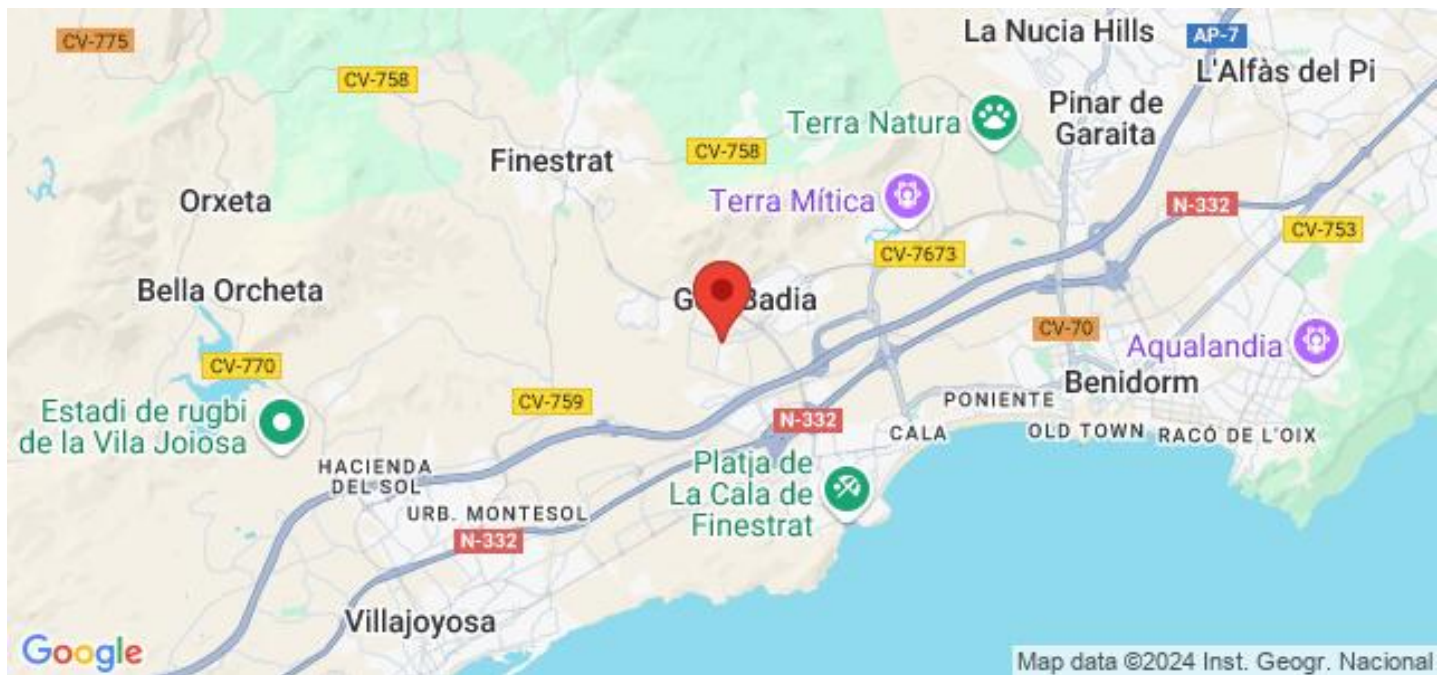 CV-775
CV-758
La Nucia Hills
AP-7
L'Alfàs del Pi
Pinar de
Garaita
Terra Natura
CV-758
Finestrat
Orxeta
Terra Mítica
N-332
CV-753
CV-7673
Bella Orcheta
Badia
CV-70
Aqualandia
CV-770
Benidorm
CV-759
PONIENTE
Estadi de rugbi
de la Vila Joiosa
N-332
CALA
OLD TOWN
RACÓ DE L'OIX
HACIENDA
DEL SOL
Platja de
La Cala de
Finestrat
URB. MONTESOL
N-332
Villajoyosa
Google
Map data ©2024 Inst. Geogr. Nacional